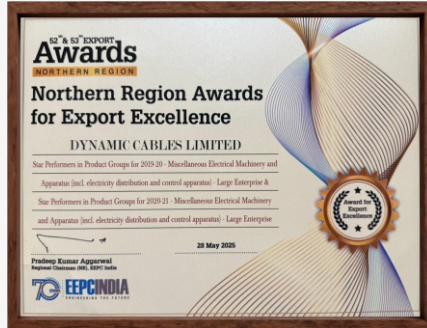 52nd & 53rd EXPORT
Awards
NORTHERN REGION
Northern Region Awards
for Export Excellence
DYNAMIC CABLES LIMITED
Star Performers in Product Groups for 2019-20 - Miscellaneous Electrical Machinery and
Apparatus (incl. electricity distribution and control apparatus) - Large Enterprise &
Star Performers in Product Groups for 2020-21 - Miscellaneous Electrical Machinery
and Apparatus (incl. electricity distribution and control apparatus) - Large Enterprise
Award for
Export
Excellence
28 May 2025
Pradeep Kumar Aggarwal
Regional Chairman (NR), EEPC India
70 EEPCINDIA
ENGINEERING THE FUTURE